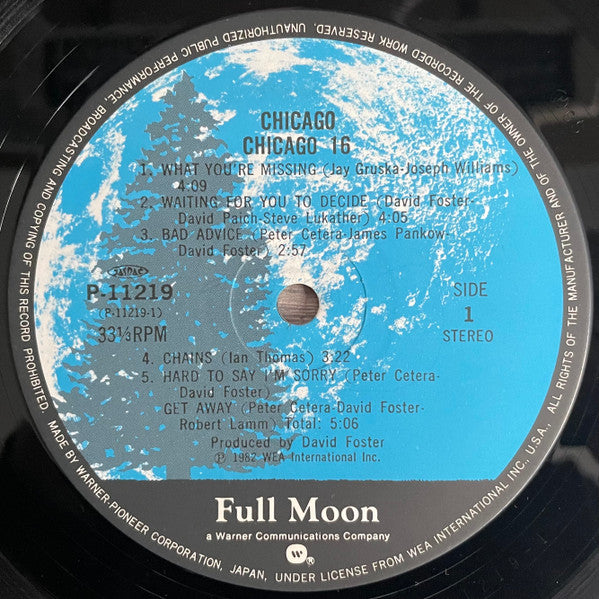 CHICAGO
CHICAGO 16
1. WHAT YOU'RE MISSING (Jay Gruska-Joseph Williams)
4:09
2. WAITING FOR YOU TO DECIDE (David Foster-
David Paich-Steve Lukather) 4:05
3. BAD ADVICE (Peter Cetera-James Pankow-
David Foster) 2:57
JASRAC
P-11219
(P-11219-1)
33⅓RPM
SIDE
1
STEREO
4. CHAINS (Ian Thomas) 3:22
5. HARD TO SAY I'M SORRY (Peter Cetera-
David Foster)
GET AWAY (Peter Cetera-David Foster-
Robert Lamm) Total: 5:06
Produced by David Foster
℗ 1982 WEA International Inc.
Full Moon
a Warner Communications Company
W
ALL RIGHTS OF THE MANUFACTURER AND OF THE OWNER OF THE RECORDED WORK RESERVED. UNAUTHORIZED PUBLIC PERFORMANCE, BROADCASTING AND COPYING OF THIS RECORD PROHIBITED.
MADE BY WARNER-PIONEER CORPORATION, JAPAN, UNDER LICENSE FROM WEA INTERNATIONAL INC. U.S.A.,